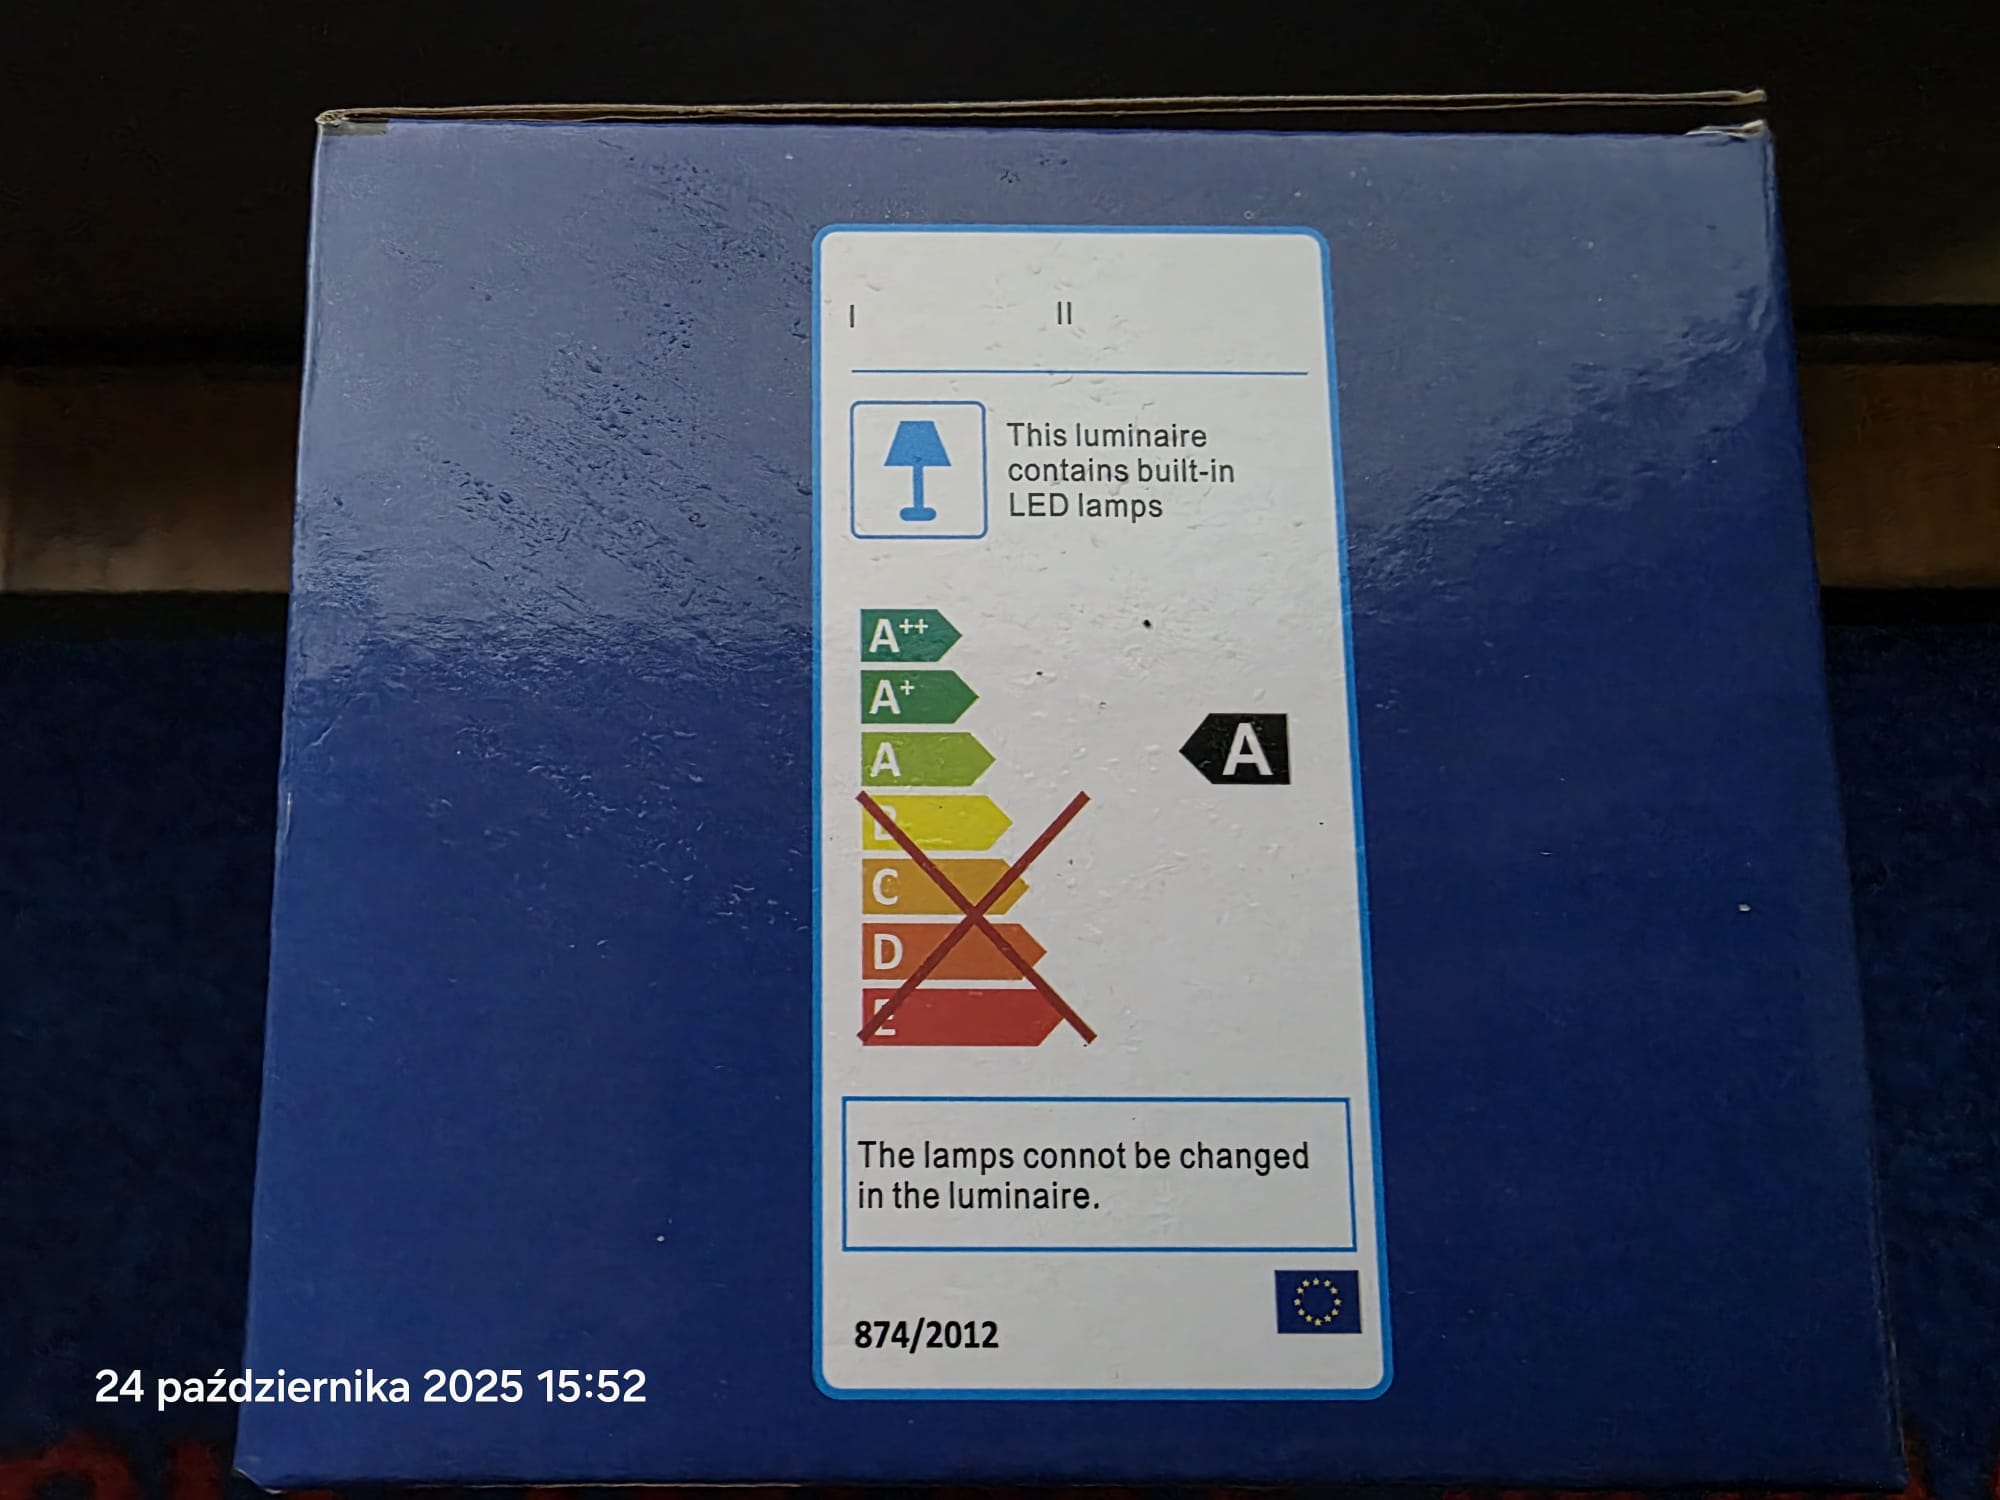 I II
This luminaire
contains built-in
LED lamps
A++
A+
A
A
B
C
D
E
The lamps connot be changed
in the luminaire.
874/2012
24 października 2025 15:52